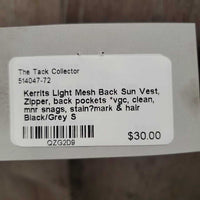 The Tack Collector
514047-72
Kerrits Light Mesh Back Sun Vest,
Zipper, back pockets *vgc, clean,
mnr snags, stain?mark & hair
Black/Grey S
$30.00
QZG2D9